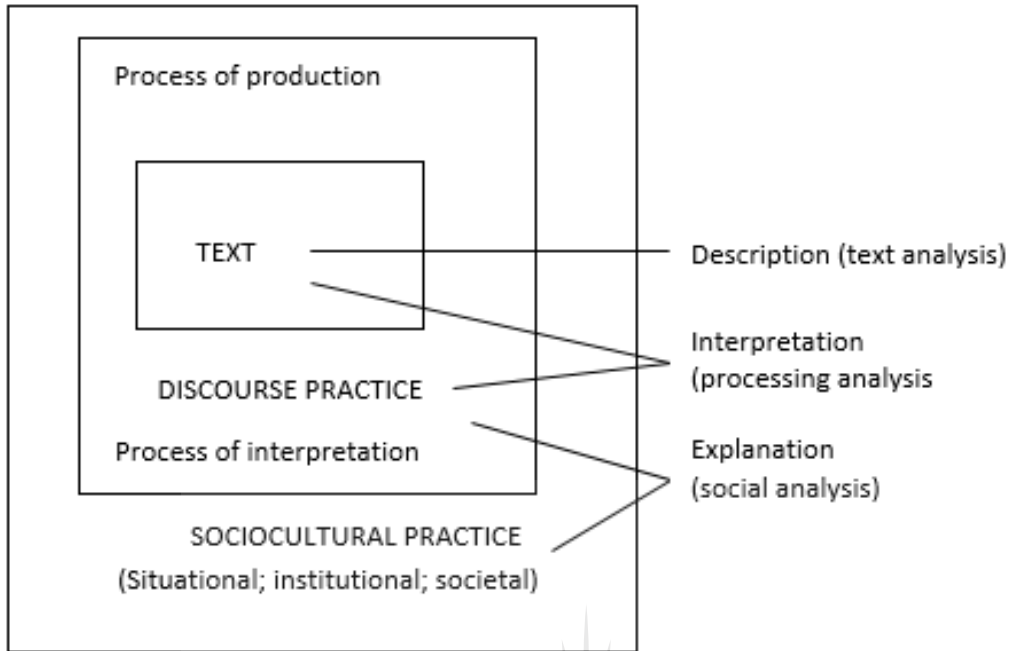 Process of production
TEXT
Description (text analysis)
Interpretation
(processing analysis
DISCOURSE PRACTICE
Process of interpretation
Explanation
(social analysis)
SOCIOCULTURAL PRACTICE
(Situational; institutional; societal)